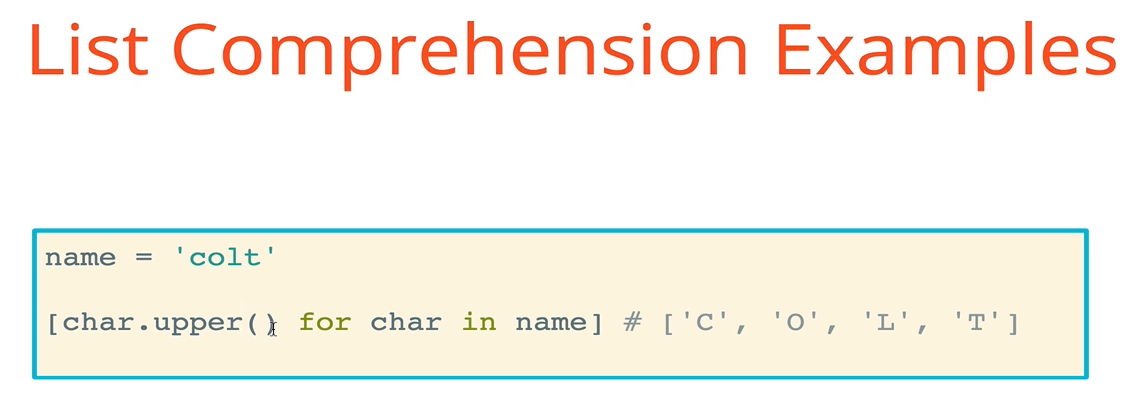 List Comprehension Examples
name = 'colt'
[char.upper() for char in name] # ['C', 'O', 'L', 'T']